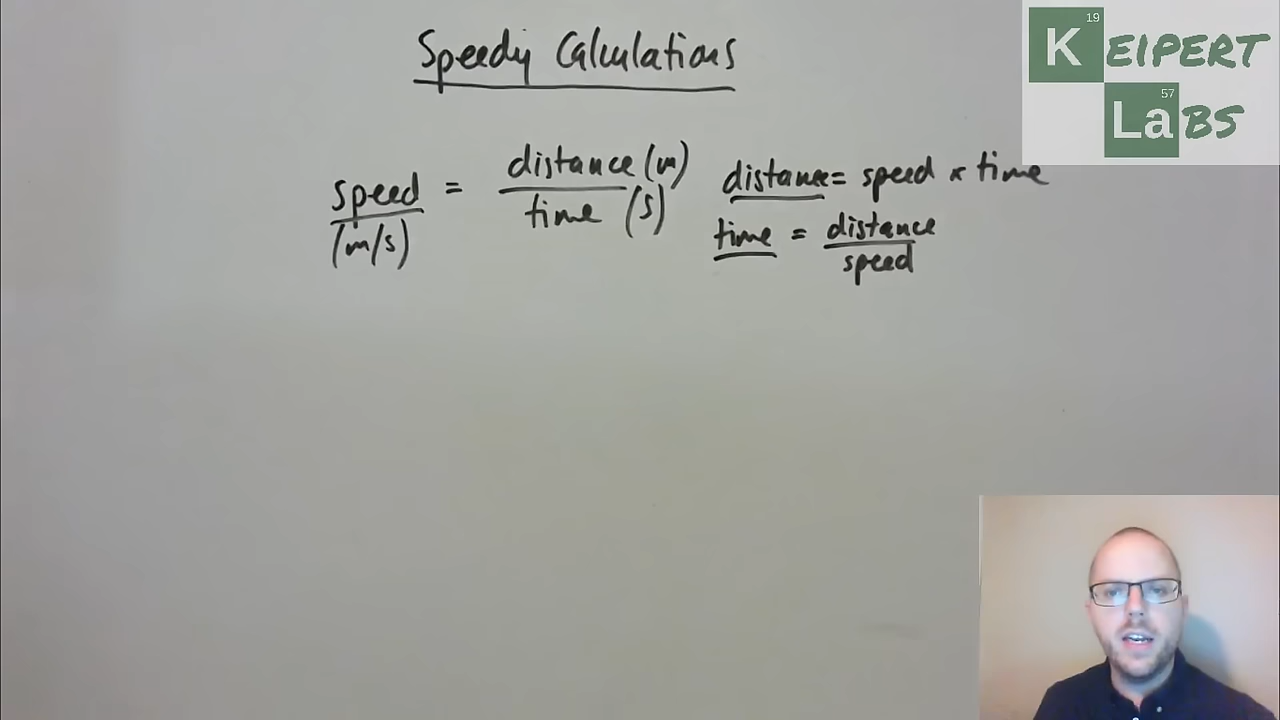 Speedy Calculations
19
KEIPERT
57
LaBS
speed = distance (m)
(m/s) time (s)
distance = speed × time
time = distance
speed